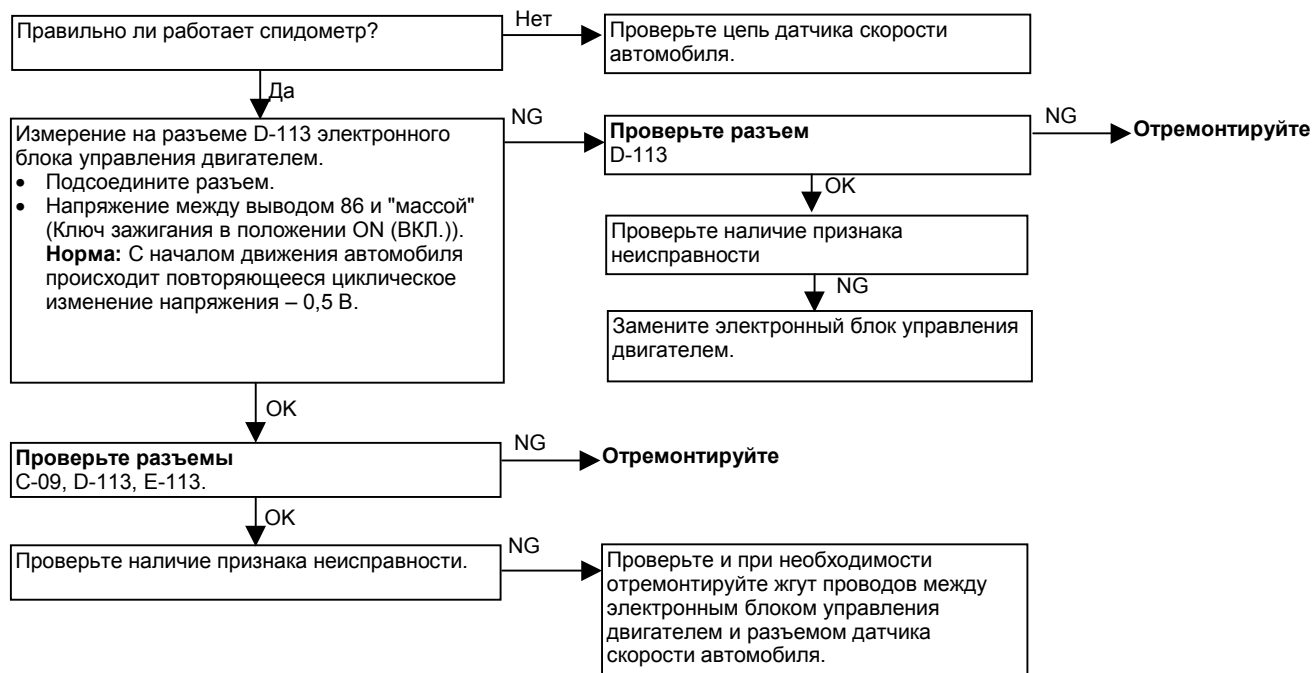 Правильно ли работает спидометр?
Нет
Проверьте цепь датчика скорости
автомобиля.
Да
Измерение на разъеме D-113 электронного
блока управления двигателем.
• Подсоедините разъем.
• Напряжение между выводом 86 и "массой"
(Ключ зажигания в положении ON (ВКЛ.)).
Норма: С началом движения автомобиля
происходит повторяющееся циклическое
изменение напряжения – 0,5 В.
NG
Проверьте разъем
D-113
NG
Отремонтируйте
OK
Проверьте наличие признака
неисправности
NG
Замените электронный блок управления
двигателем.
OK
Проверьте разъемы
C-09, D-113, E-113.
NG
Отремонтируйте
OK
Проверьте наличие признака неисправности.
NG
Проверьте и при необходимости
отремонтируйте жгут проводов между
электронным блоком управления
двигателем и разъемом датчика
скорости автомобиля.